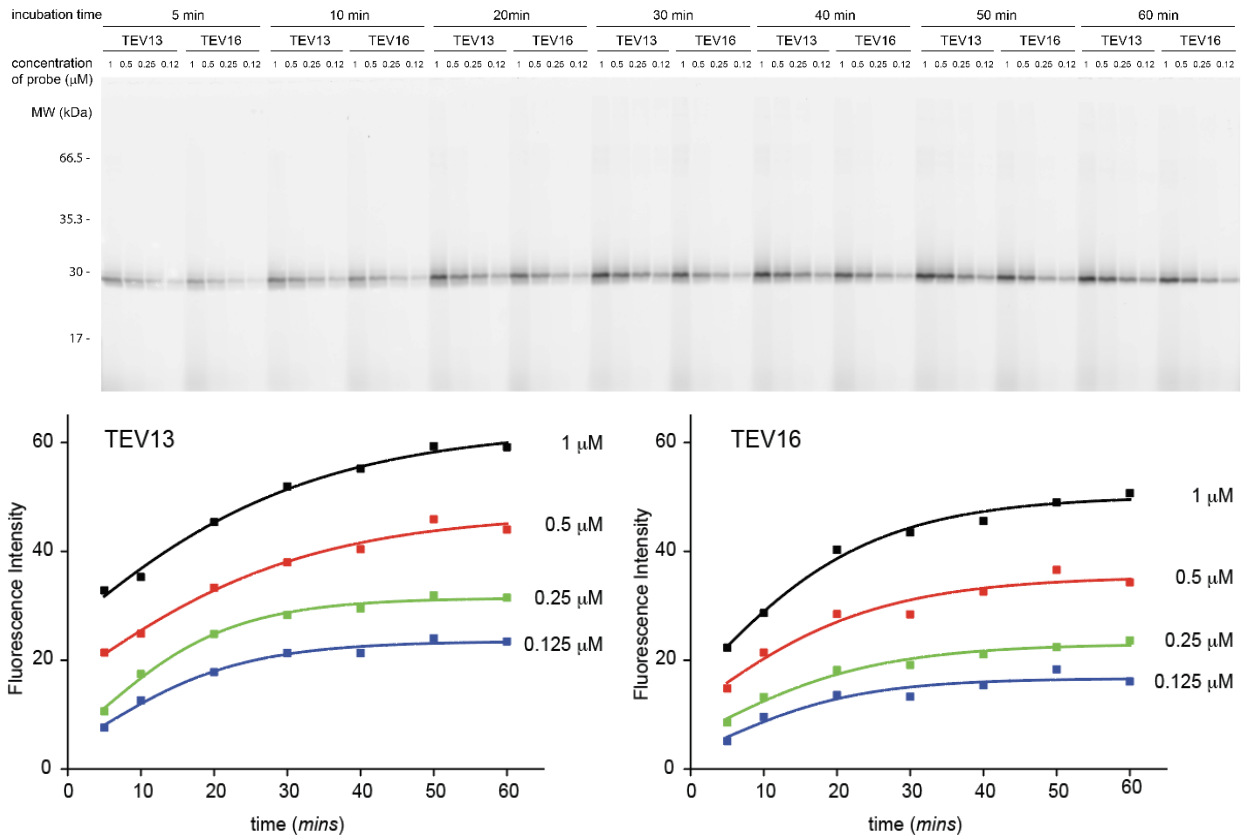 incubation time 5 min 10 min 20min 30 min 40 min 50 min 60 min
TEV13 TEV16 TEV13 TEV16 TEV13 TEV16 TEV13 TEV16 TEV13 TEV16 TEV13 TEV16 TEV13 TEV16
concentration of probe (μM) 1 0.5 0.25 0.12 1 0.5 0.25 0.12 1 0.5 0.25 0.12 1 0.5 0.25 0.12 1 0.5 0.25 0.12 1 0.5 0.25 0.12 1 0.5 0.25 0.12 1 0.5 0.25 0.12 1 0.5 0.25 0.12 1 0.5 0.25 0.12 1 0.5 0.25 0.12 1 0.5 0.25 0.12 1 0.5 0.25 0.12 1 0.5 0.25 0.12
MW (kDa)
66.5 -
35.3 -
30 -
17 -
TEV13
Fluorescence Intensity
60
40
20
0
1 μM
0.5 μM
0.25 μM
0.125 μM
0 10 20 30 40 50 60
time (mins)
TEV16
Fluorescence Intensity
60
40
20
0
1 μM
0.5 μM
0.25 μM
0.125 μM
0 10 20 30 40 50 60
time (mins)